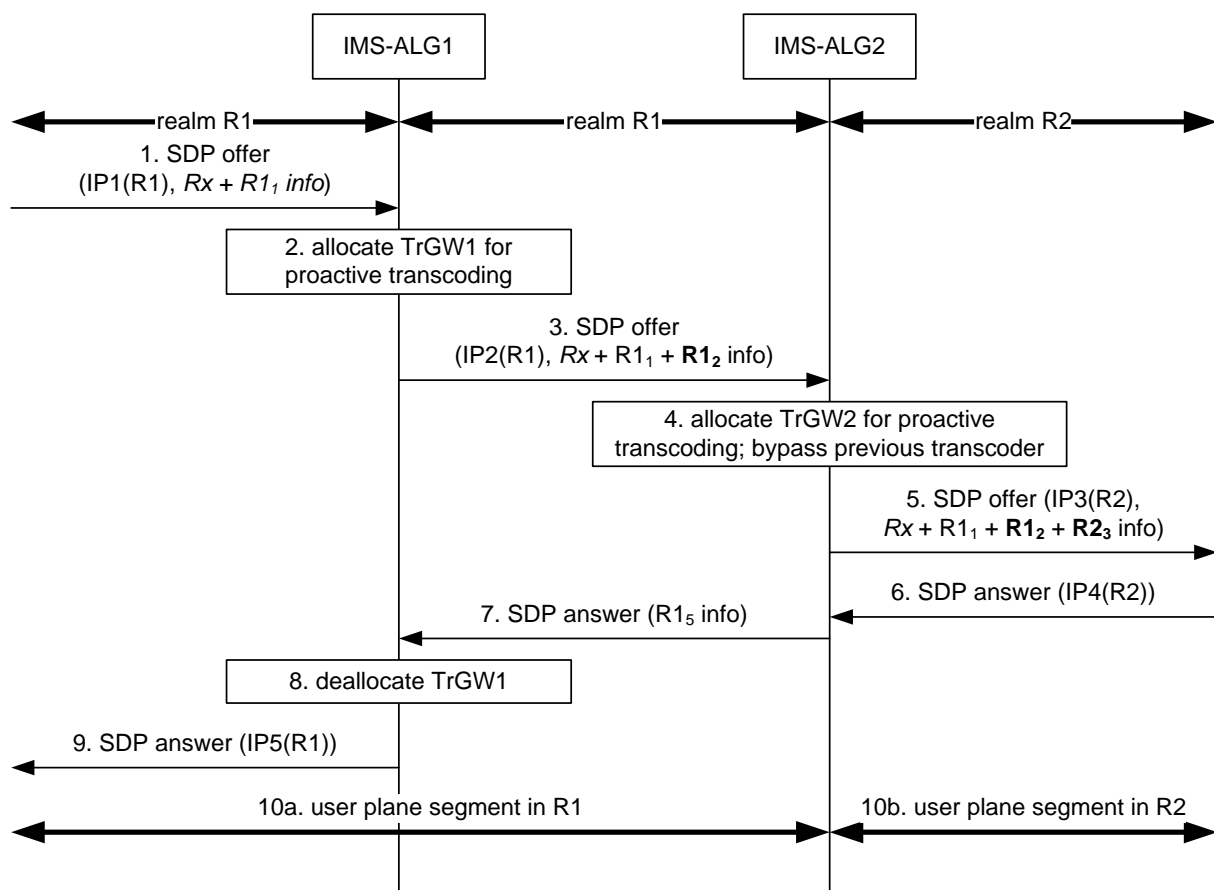 IMS-ALG1
IMS-ALG2
realm R1
realm R1
realm R2
1. SDP offer
(IP1(R1), Rx + R1₁ info)
2. allocate TrGW1 for
proactive transcoding
3. SDP offer
(IP2(R1), Rx + R1₁ + R1₂ info)
4. allocate TrGW2 for proactive
transcoding; bypass previous transcoder
5. SDP offer (IP3(R2),
Rx + R1₁ + R1₂ + R2₃ info)
6. SDP answer (IP4(R2))
7. SDP answer (R1₅ info)
8. deallocate TrGW1
9. SDP answer (IP5(R1))
10a. user plane segment in R1
10b. user plane segment in R2